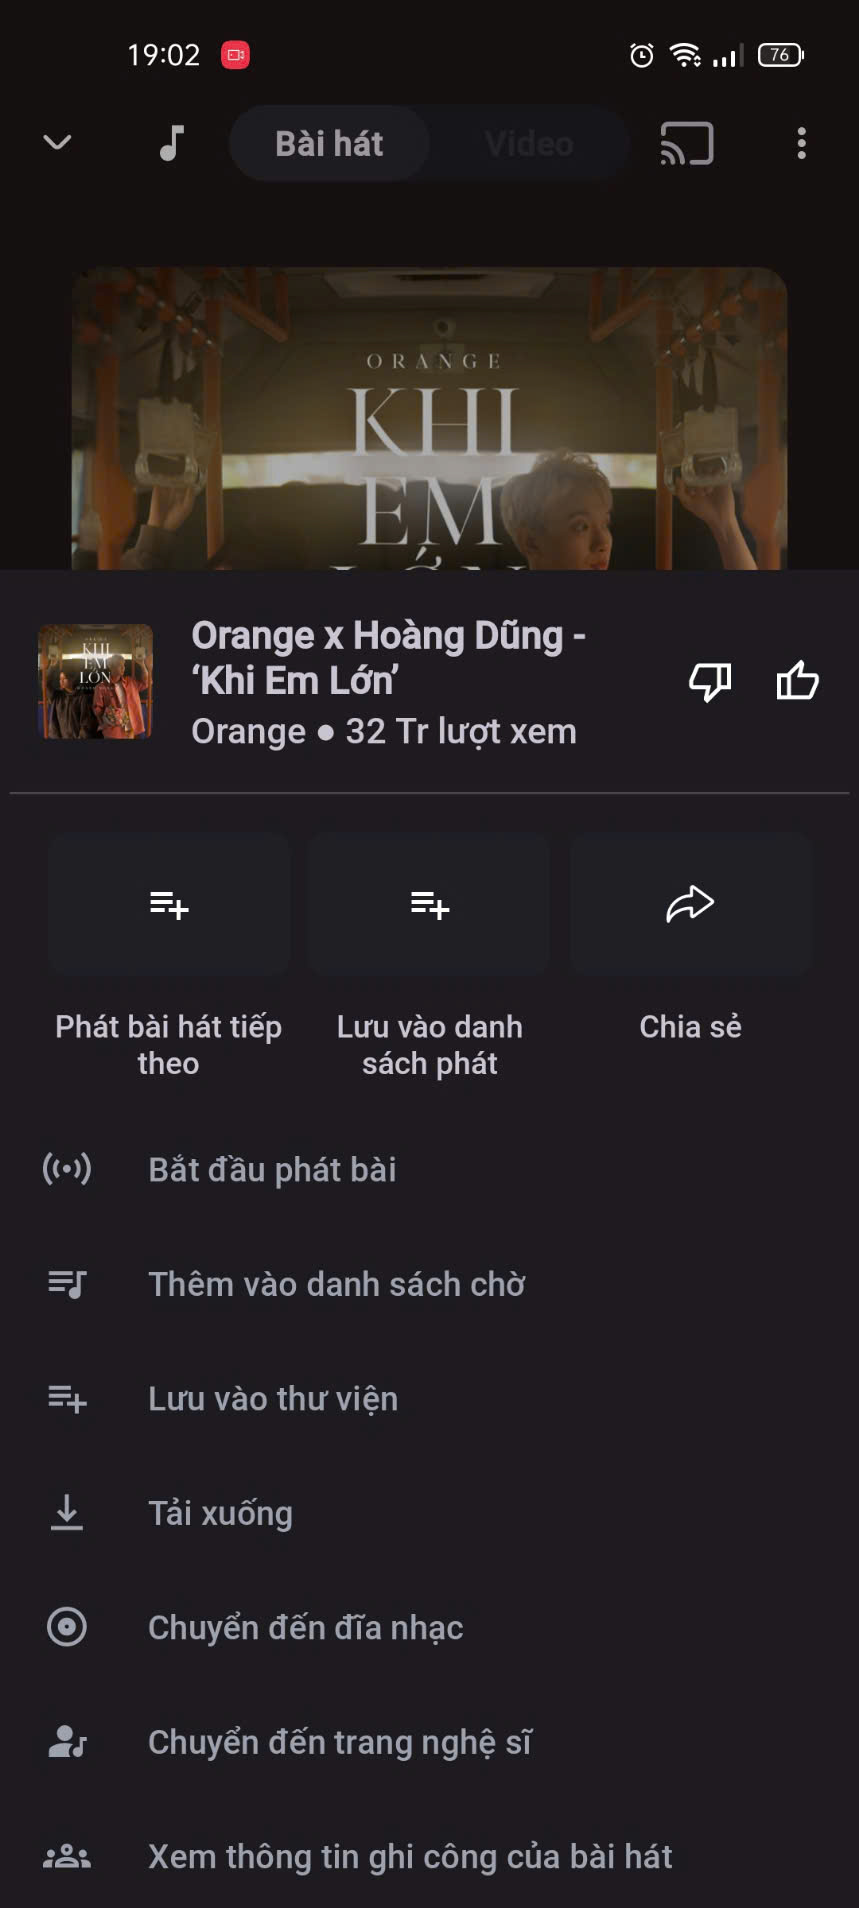 19:02
76
Bài hát
Video
ORANGE
KHI
EM
LỚN
Orange x Hoàng Dũng -
‘Khi Em Lớn’
Orange • 32 Tr lượt xem
Phát bài hát tiếp
theo
Lưu vào danh
sách phát
Chia sẻ
Bắt đầu phát bài
Thêm vào danh sách chờ
Lưu vào thư viện
Tải xuống
Chuyển đến đĩa nhạc
Chuyển đến trang nghệ sĩ
Xem thông tin ghi công của bài hát